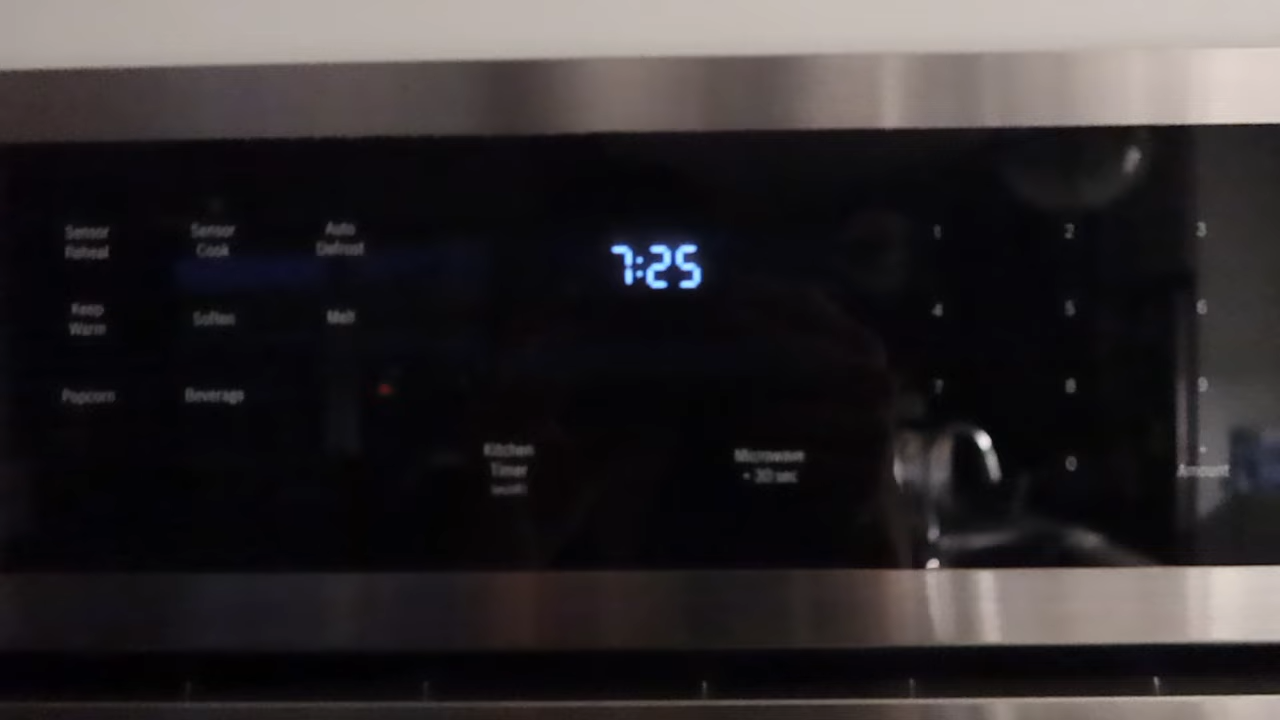 Sensor
Reheat
Sensor
Cook
Auto
Defrost
7:25
1
2
3
Keep
Warm
Soften
Melt
4
5
6
Popcorn
Beverage
7
8
9
Kitchen
Timer
Microwave
+ 30 sec
0
Amount